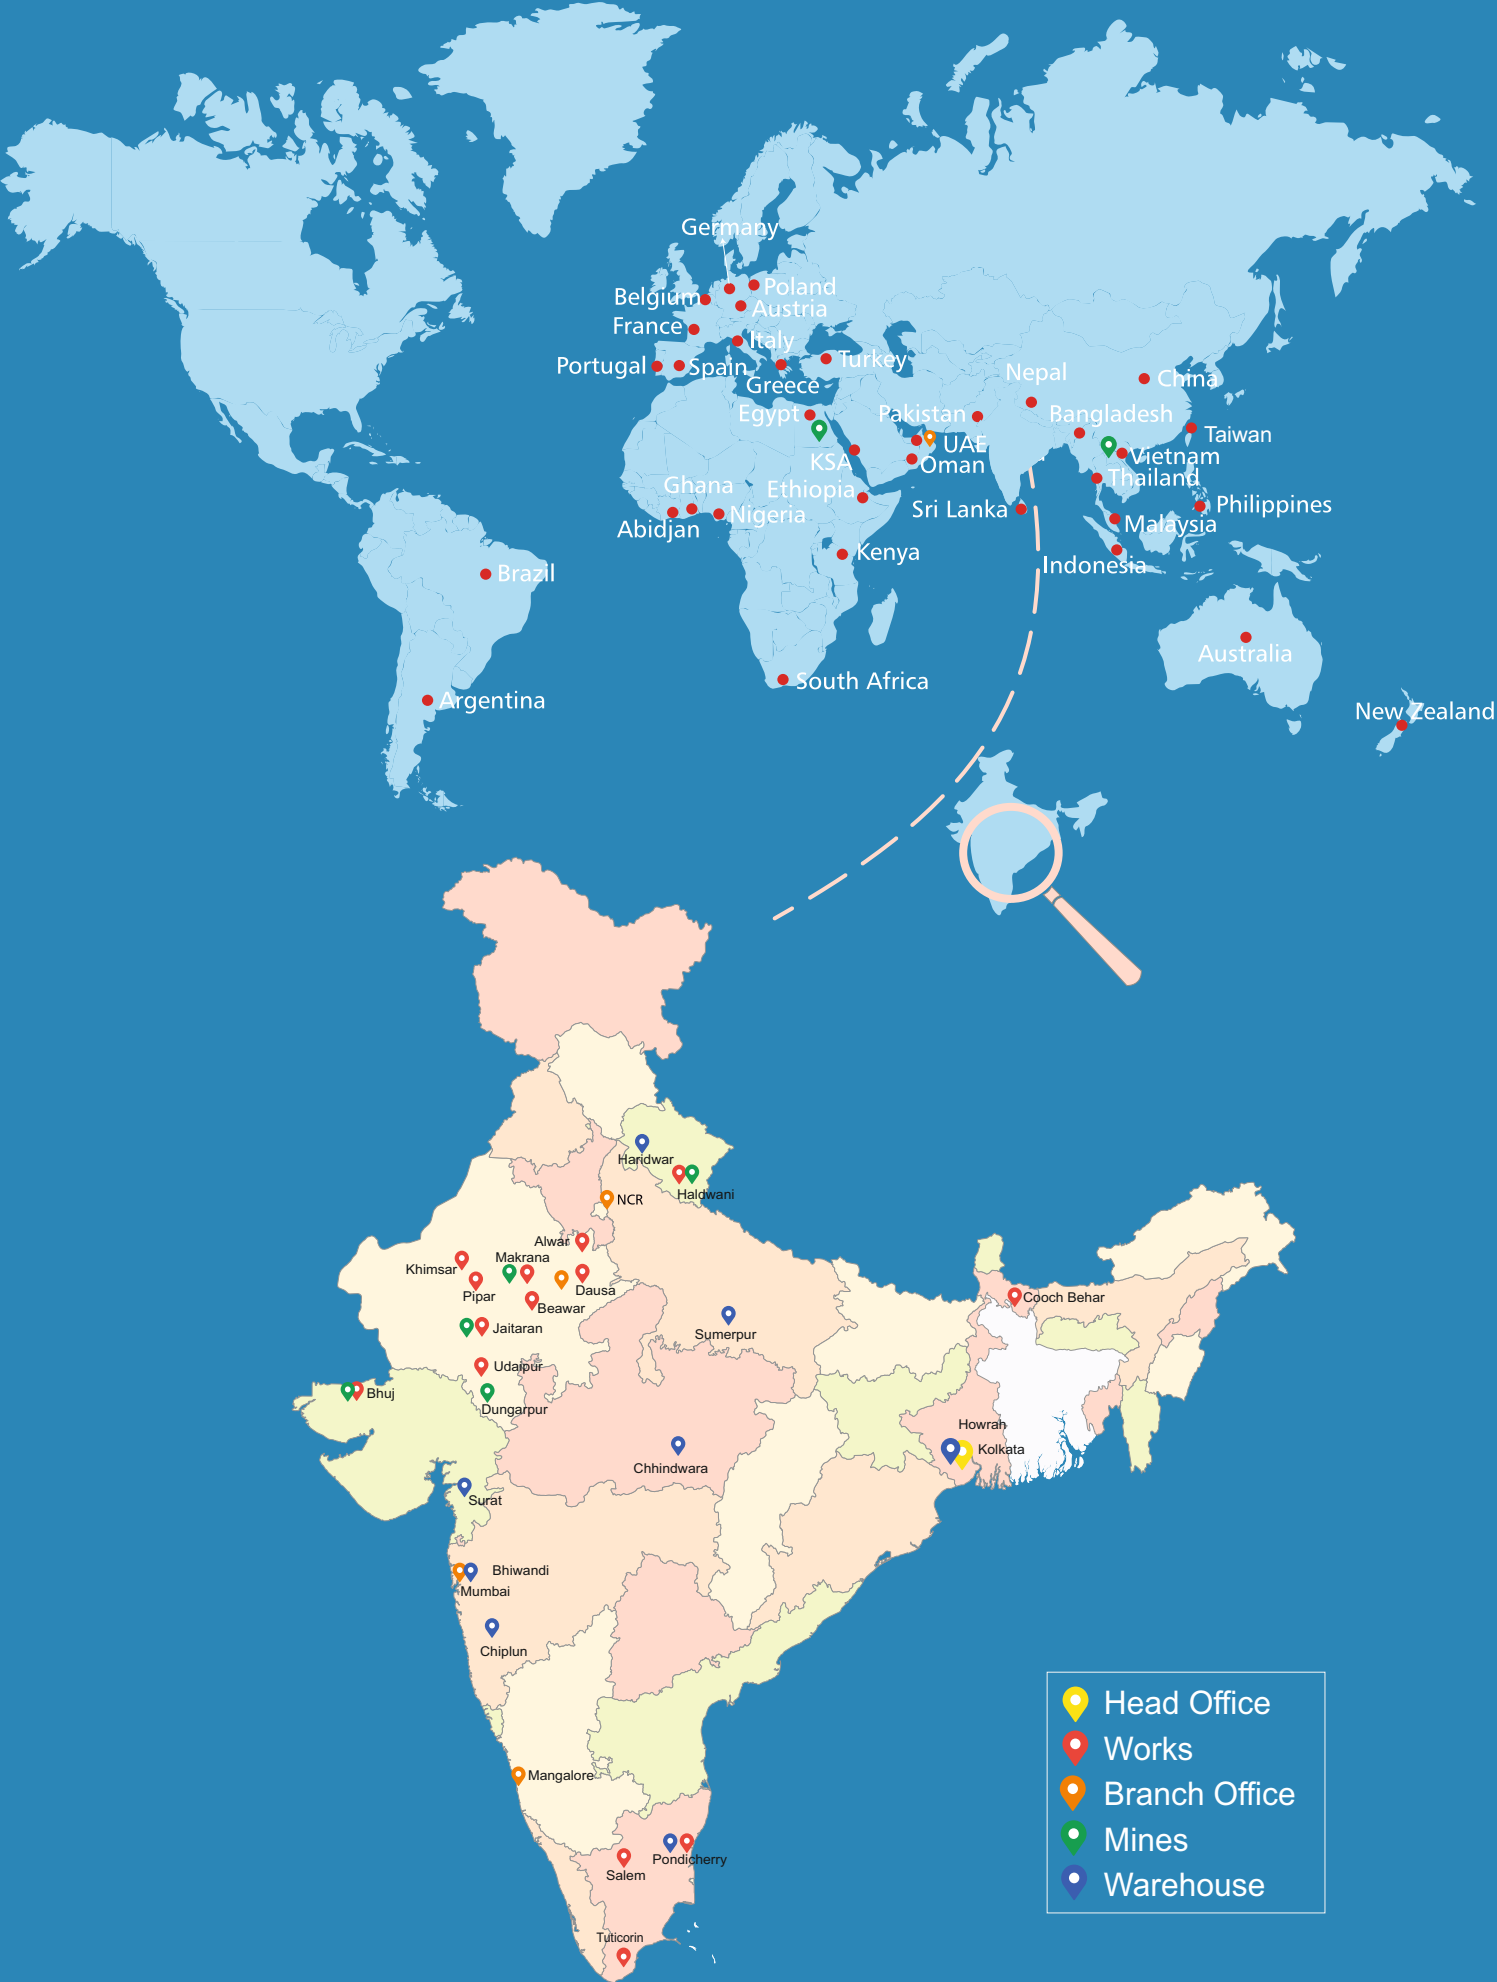 Germany
Poland
Belgium
Austria
France
Italy
Portugal
Spain
Turkey
Greece
Nepal
China
Egypt
Pakistan
Bangladesh
Taiwan
UAE
Vietnam
KSA
Oman
Thailand
Ghana
Ethiopia
Sri Lanka
Philippines
Abidjan
Nigeria
Malaysia
Kenya
Indonesia
Brazil
Australia
South Africa
Argentina
New Zealand
Haridwar
Haldwani
NCR
Alwar
Makrana
Khimsar
Dausa
Pipar
Cooch Behar
Beawar
Jaitaran
Sumerpur
Udaipur
Bhuj
Dungarpur
Howrah
Kolkata
Chhindwara
Surat
Bhiwandi
Mumbai
Chiplun
Mangalore
Pondicherry
Salem
Tuticorin
Head Office
Works
Branch Office
Mines
Warehouse